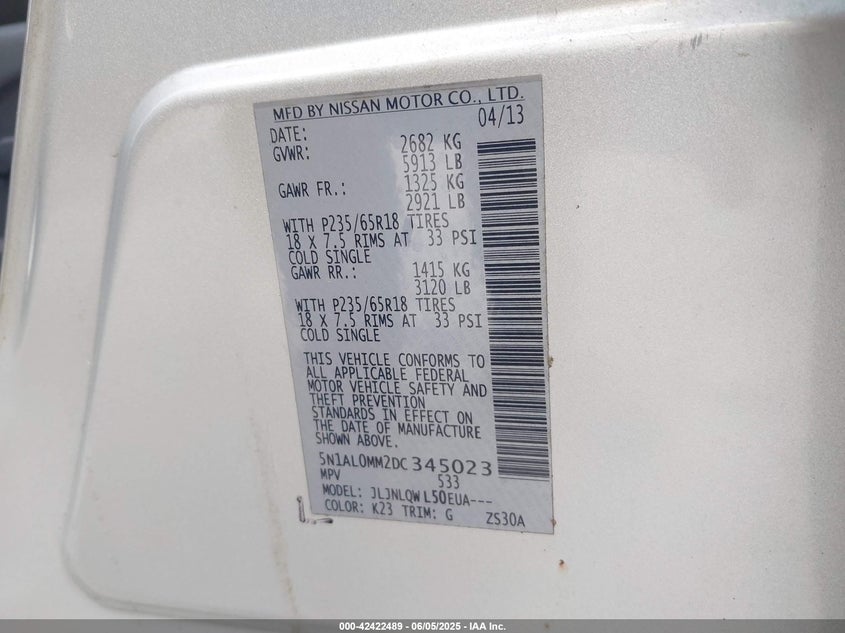 MFD BY NISSAN MOTOR CO., LTD.
DATE: 04/13
GVWR: 2682 KG
5913 LB
GAWR FR.: 1325 KG
2921 LB
WITH P235/65R18 TIRES
18 X 7.5 RIMS AT 33 PSI
COLD SINGLE
GAWR RR.: 1415 KG
3120 LB
WITH P235/65R18 TIRES
18 X 7.5 RIMS AT 33 PSI
COLD SINGLE
THIS VEHICLE CONFORMS TO
ALL APPLICABLE FEDERAL
MOTOR VEHICLE SAFETY AND
THEFT PREVENTION
STANDARDS IN EFFECT ON
THE DATE OF MANUFACTURE
SHOWN ABOVE.
5N1AL0MM2DC345023
MPV 533
MODEL: JLJNLQWL50EUA---
COLOR: K23 TRIM: G ZS30A
000-42422489 - 06/05/2025 - IAA Inc.